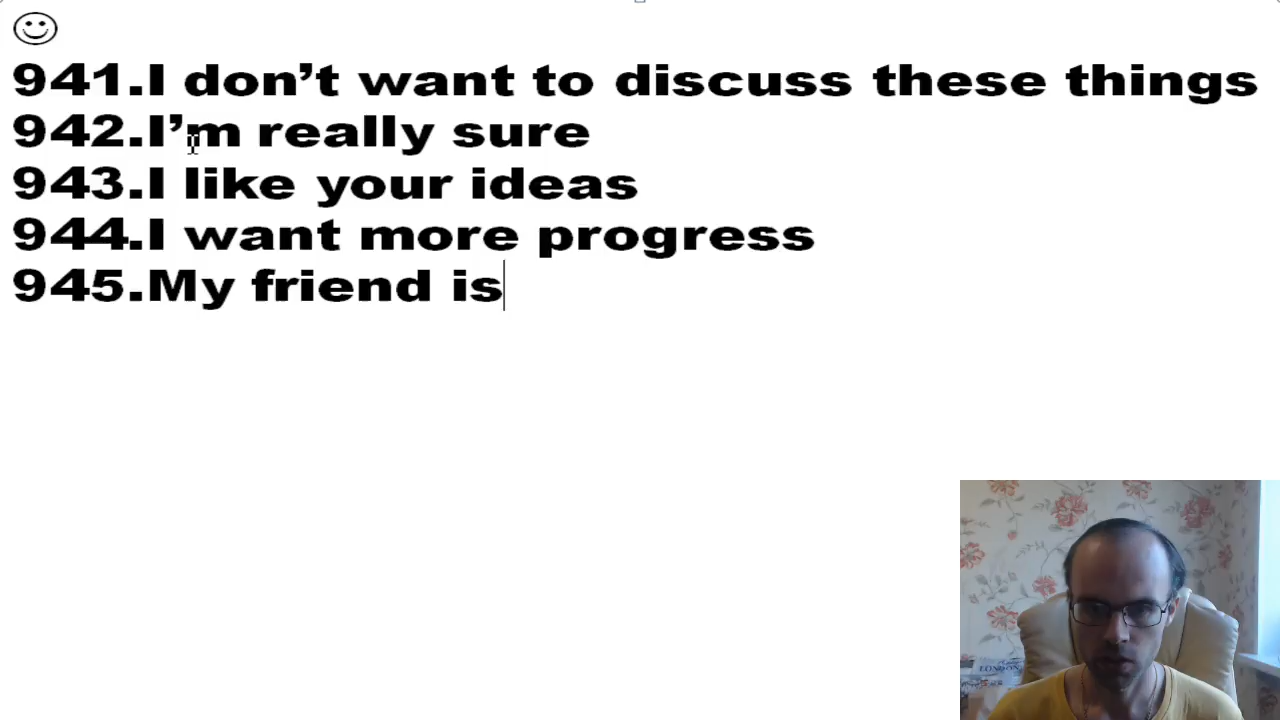 941.I don’t want to discuss these things
942.I’m really sure
943.I like your ideas
944.I want more progress
945.My friend is
LONDON